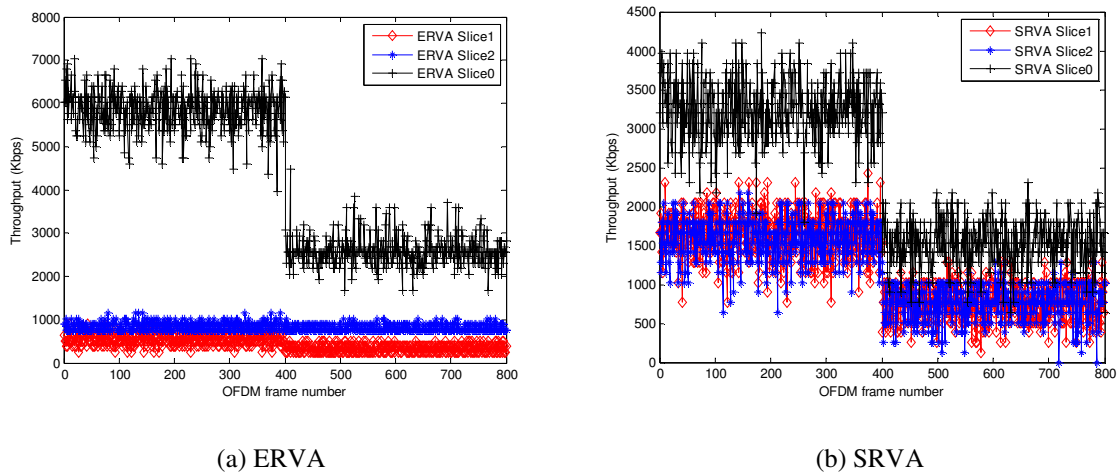 8000
7000
6000
5000
4000
3000
2000
1000
0
Throughput (Kbps)
ERVA Slice1
ERVA Slice2
ERVA Slice0
0 100 200 300 400 500 600 700 800
OFDM frame number
(a) ERVA
4500
4000
3500
3000
2500
2000
1500
1000
500
0
Throughput (Kbps)
SRVA Slice1
SRVA Slice2
SRVA Slice0
0 100 200 300 400 500 600 700 800
OFDM frame number
(b) SRVA